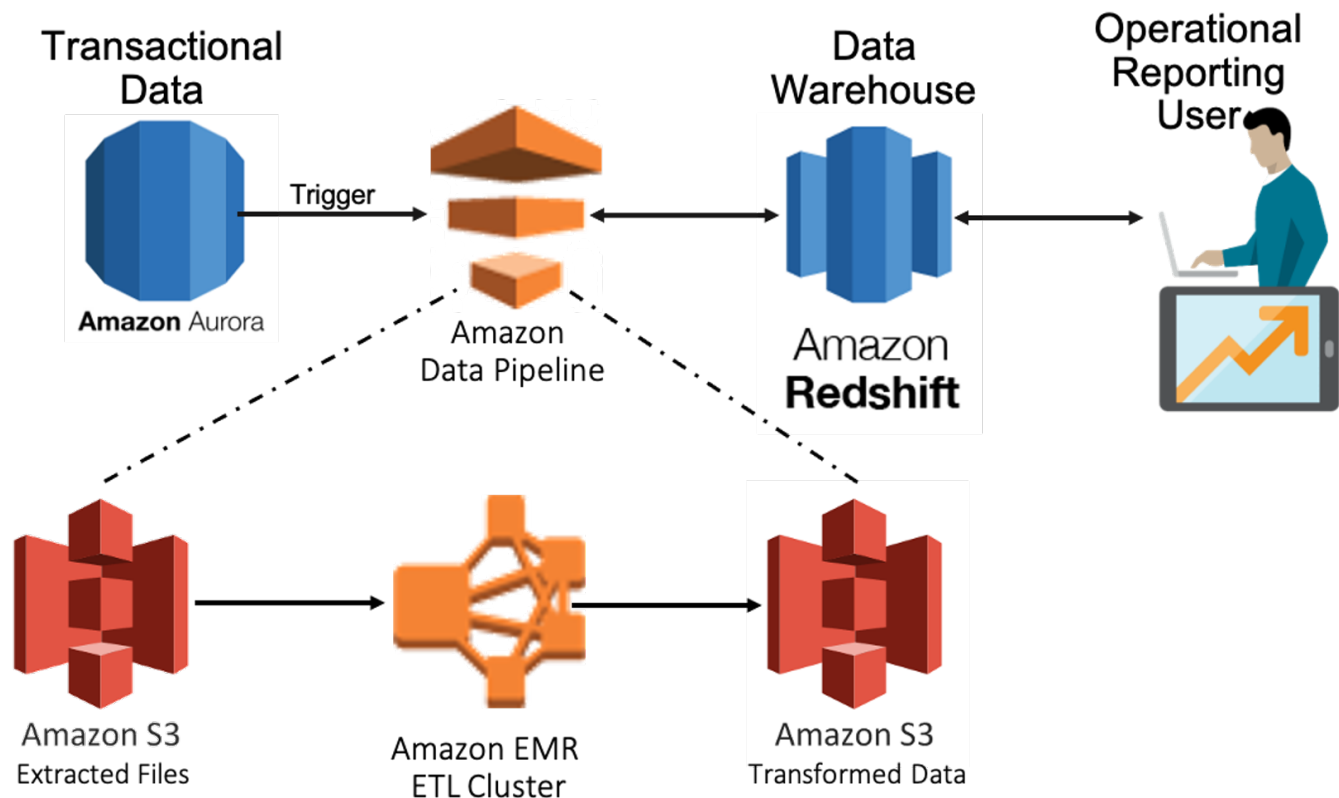 Transactional
Data
Amazon Aurora
Trigger
Amazon
Data Pipeline
Data
Warehouse
Amazon
Redshift
Operational
Reporting
User
Amazon S3
Extracted Files
Amazon EMR
ETL Cluster
Amazon S3
Transformed Data